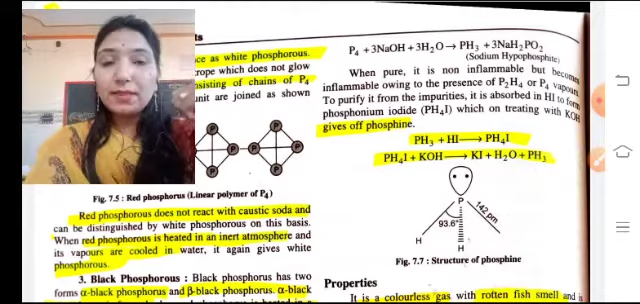 ts
ce as white phosphorous.
rope which does not glow
nsisting of chains of P4
unit are joined as shown
P
P
P
P
P
P
P
Fig. 7.5 : Red phosphorus (Linear polymer of P4)
Red phosphorous does not react with caustic soda and
can be distinguished by white phosphorous on this basis.
When red phosphorous is heated in an inert atmosphere and
its vapours are cooled in water, it again gives white
phosphorous.
3. Black Phosphorus : Black phosphorus has two
forms α-black phosphorus and β-black phosphorus. α-black
P4 + 3NaOH + 3H2O → PH3 + 3NaH2PO2
(Sodium Hypophosphite)
When pure, it is non inflammable but becomes
inflammable owing to the presence of P2H4 or P4 vapours.
To purify it from the impurities, it is absorbed in HI to form
phosphonium iodide (PH4I) which on treating with KOH
gives off phosphine.
PH3 + HI ⟶ PH4I
PH4I + KOH ⟶ KI + H2O + PH3
P
142 pm
93.6°
H
H
Fig. 7.7 : Structure of phosphine
Properties
It is a colourless gas with rotten fish smell and is